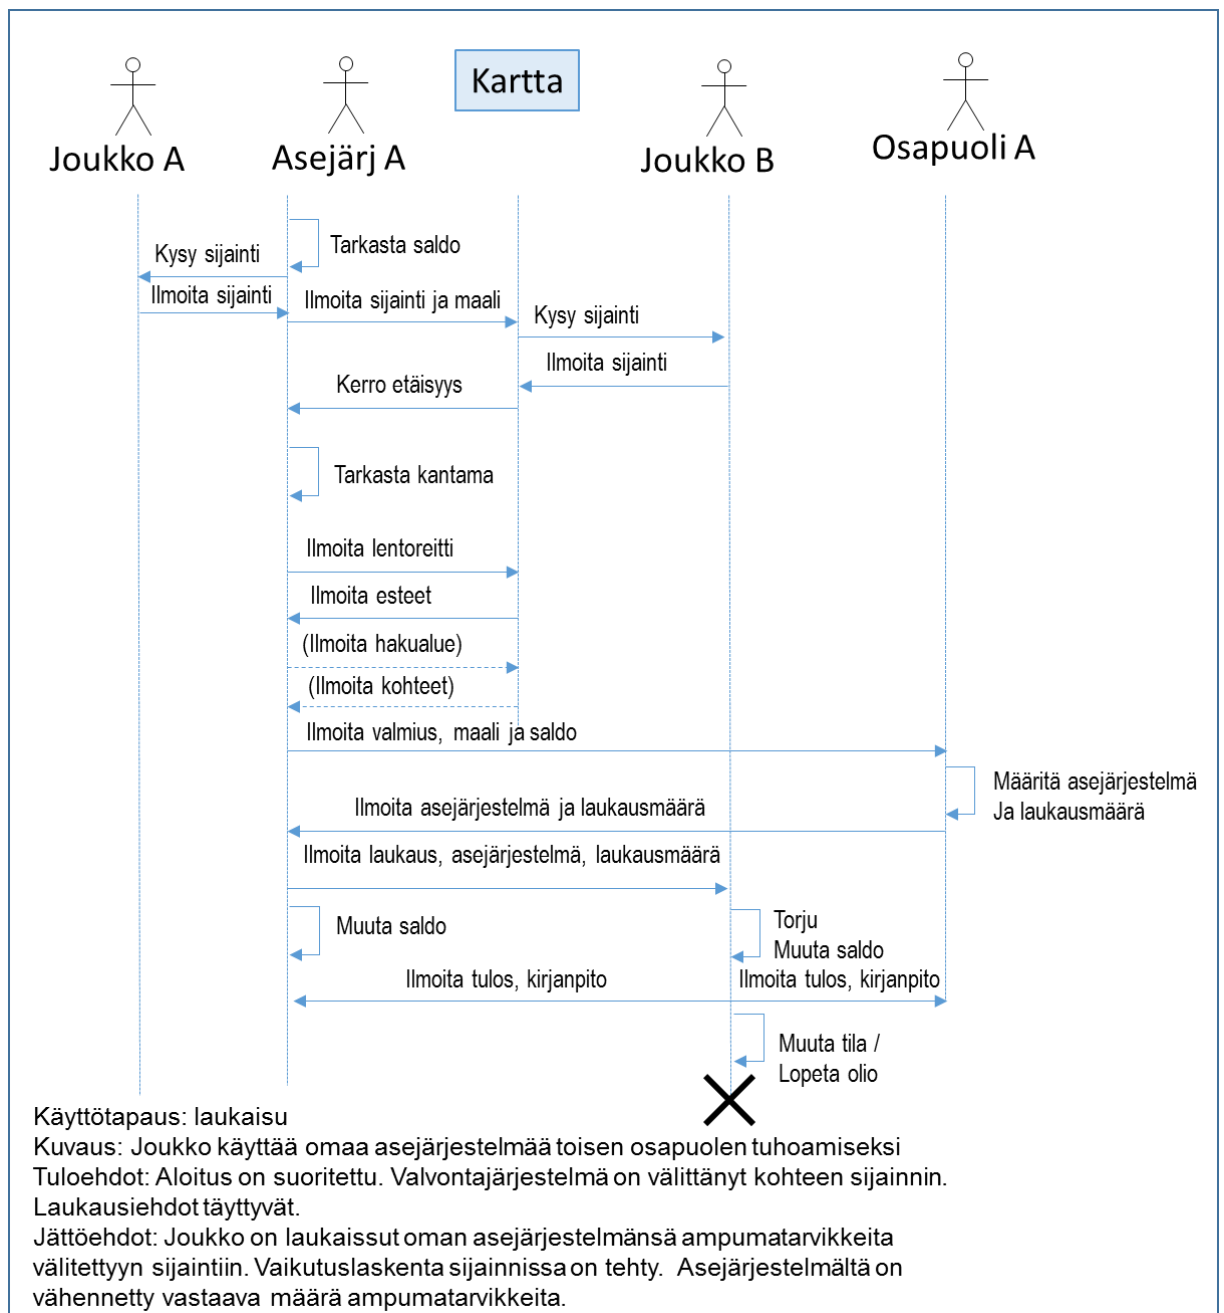 Joukko A
Asejärj A
Kartta
Joukko B
Osapuoli A
Tarkasta saldo
Kysy sijainti
Ilmoita sijainti
Ilmoita sijainti ja maali
Kysy sijainti
Ilmoita sijainti
Kerro etäisyys
Tarkasta kantama
Ilmoita lentoreitti
Ilmoita esteet
(Ilmoita hakualue)
(Ilmoita kohteet)
Ilmoita valmius, maali ja saldo
Määritä asejärjestelmä
Ja laukausmäärä
Ilmoita asejärjestelmä ja laukausmäärä
Ilmoita laukaus, asejärjestelmä, laukausmäärä
Muuta saldo
Torju
Muuta saldo
Ilmoita tulos, kirjanpito
Ilmoita tulos, kirjanpito
Muuta tila /
Lopeta olio
Käyttötapaus: laukaisu
Kuvaus: Joukko käyttää omaa asejärjestelmää toisen osapuolen tuhoamiseksi
Tuloehdot: Aloitus on suoritettu. Valvontajärjestelmä on välittänyt kohteen sijainnin.
Laukausiehdot täyttyvät.
Jättöehdot: Joukko on laukaissut oman asejärjestelmänsä ampumatarvikkeita
välitettyyn sijaintiin. Vaikutuslaskenta sijainnissa on tehty. Asejärjestelmältä on
vähennetty vastaava määrä ampumatarvikkeita.